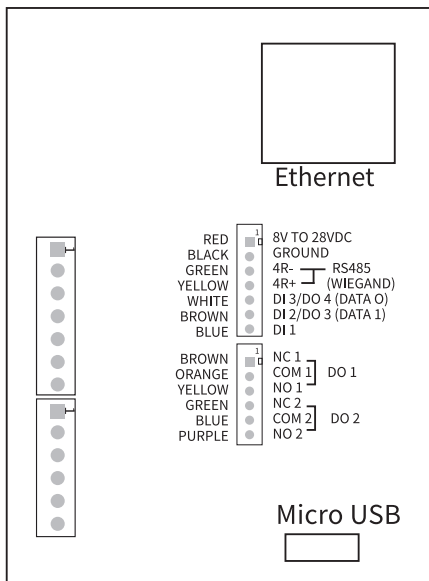 Ethernet
1
RED 8V TO 28VDC
BLACK GROUND
GREEN 4R- RS485
YELLOW 4R+ (WIEGAND)
WHITE DI 3/DO 4 (DATA O)
BROWN DI 2/DO 3 (DATA 1)
BLUE DI 1
1
BROWN NC 1
ORANGE COM 1 DO 1
YELLOW NO 1
GREEN NC 2
BLUE COM 2 DO 2
PURPLE NO 2
Micro USB